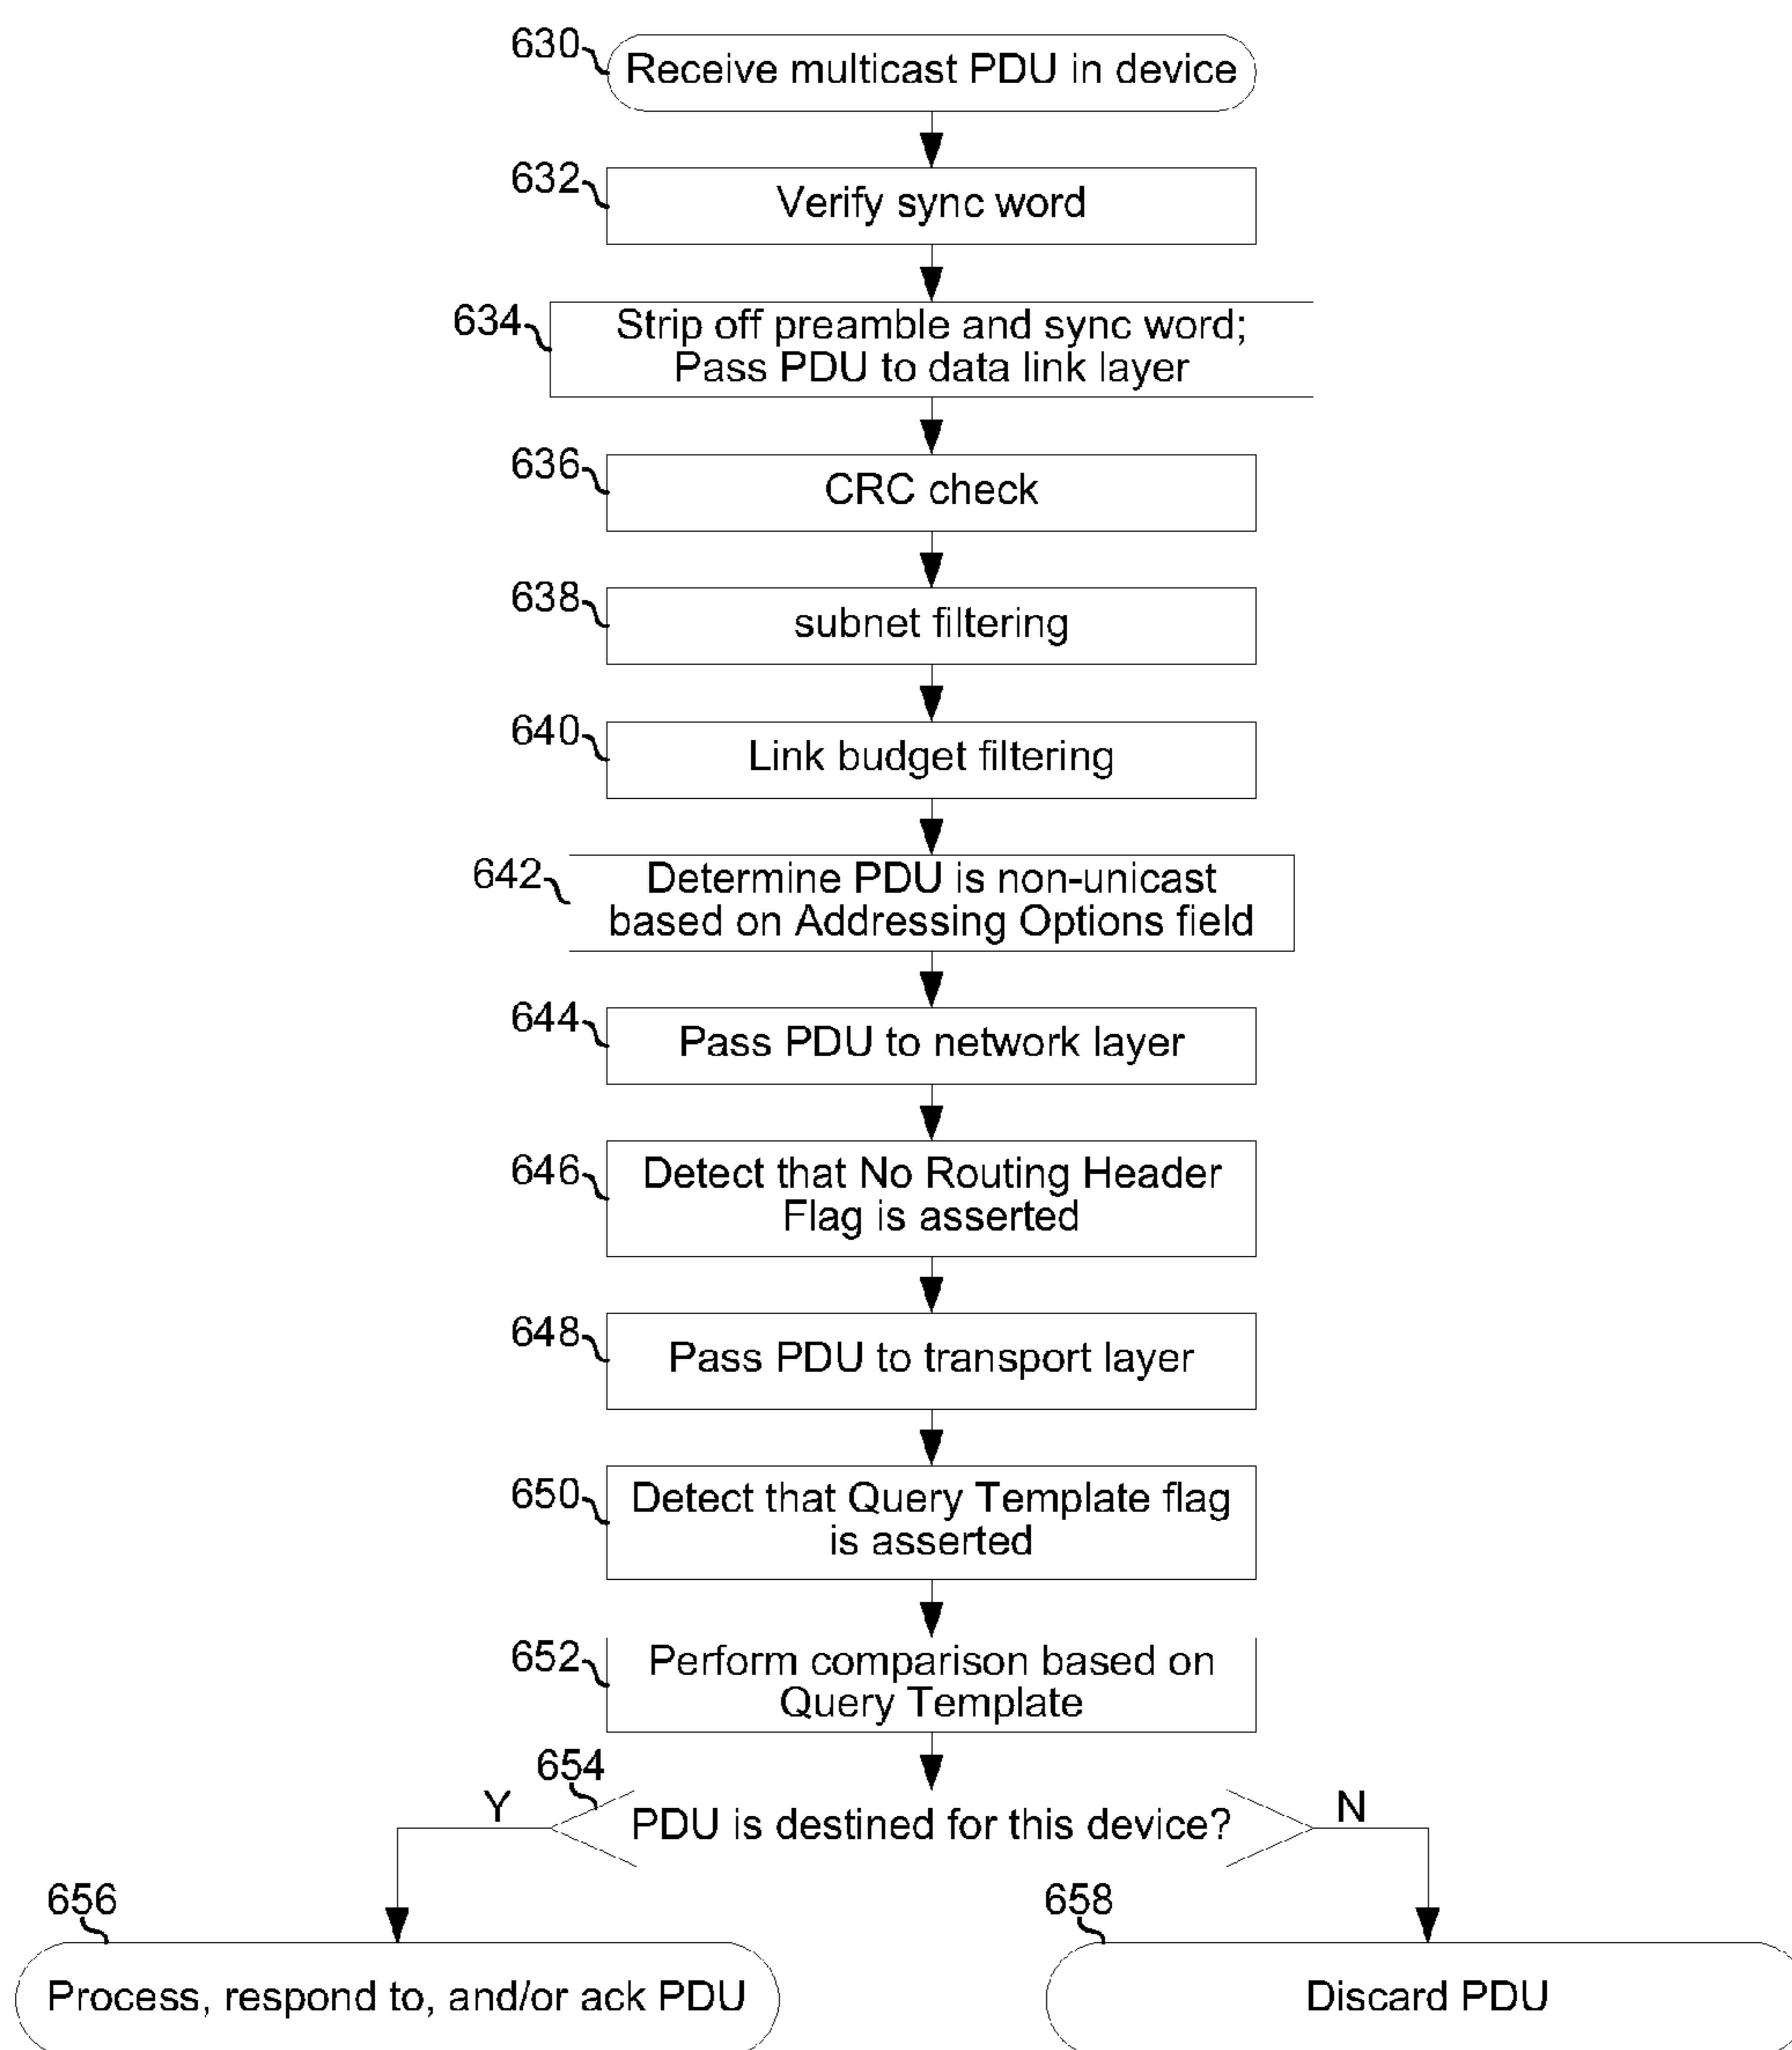 630
Receive multicast PDU in device
632
Verify sync word
634
Strip off preamble and sync word;
Pass PDU to data link layer
636
CRC check
638
subnet filtering
640
Link budget filtering
642
Determine PDU is non-unicast
based on Addressing Options field
644
Pass PDU to network layer
646
Detect that No Routing Header
Flag is asserted
648
Pass PDU to transport layer
650
Detect that Query Template flag
is asserted
652
Perform comparison based on
Query Template
654
Y
PDU is destined for this device?
N
656
Process, respond to, and/or ack PDU
658
Discard PDU